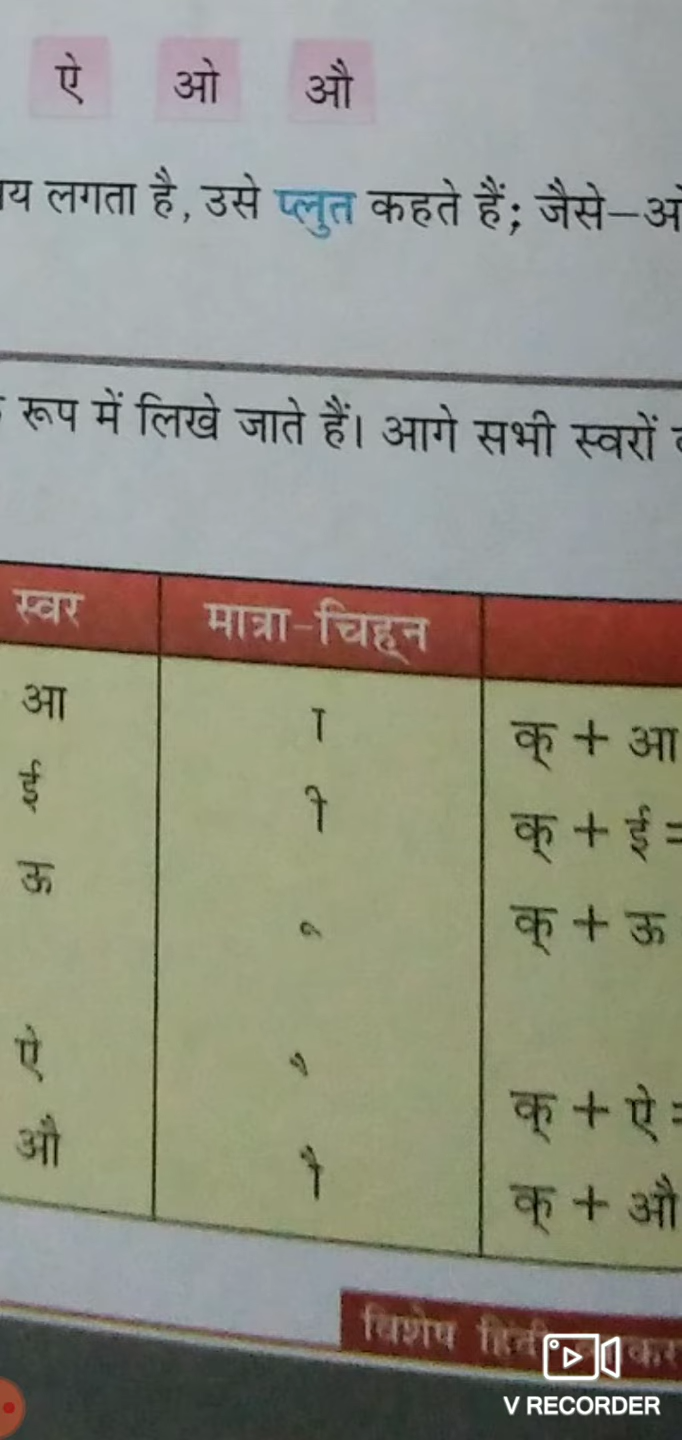 ऐ ओ औ
लगता है, उसे प्लुत कहते हैं; जैसे—
रूप में लिखे जाते हैं। आगे सभी स्वरों
स्वर मात्रा-चिह्न
आ ा क् + आ
ई ी क् + ई =
ऊ ू क् + ऊ
ऐ ै क् + ऐ =
औ ौ क् + औ
विशेष हिंदी
V RECORDER